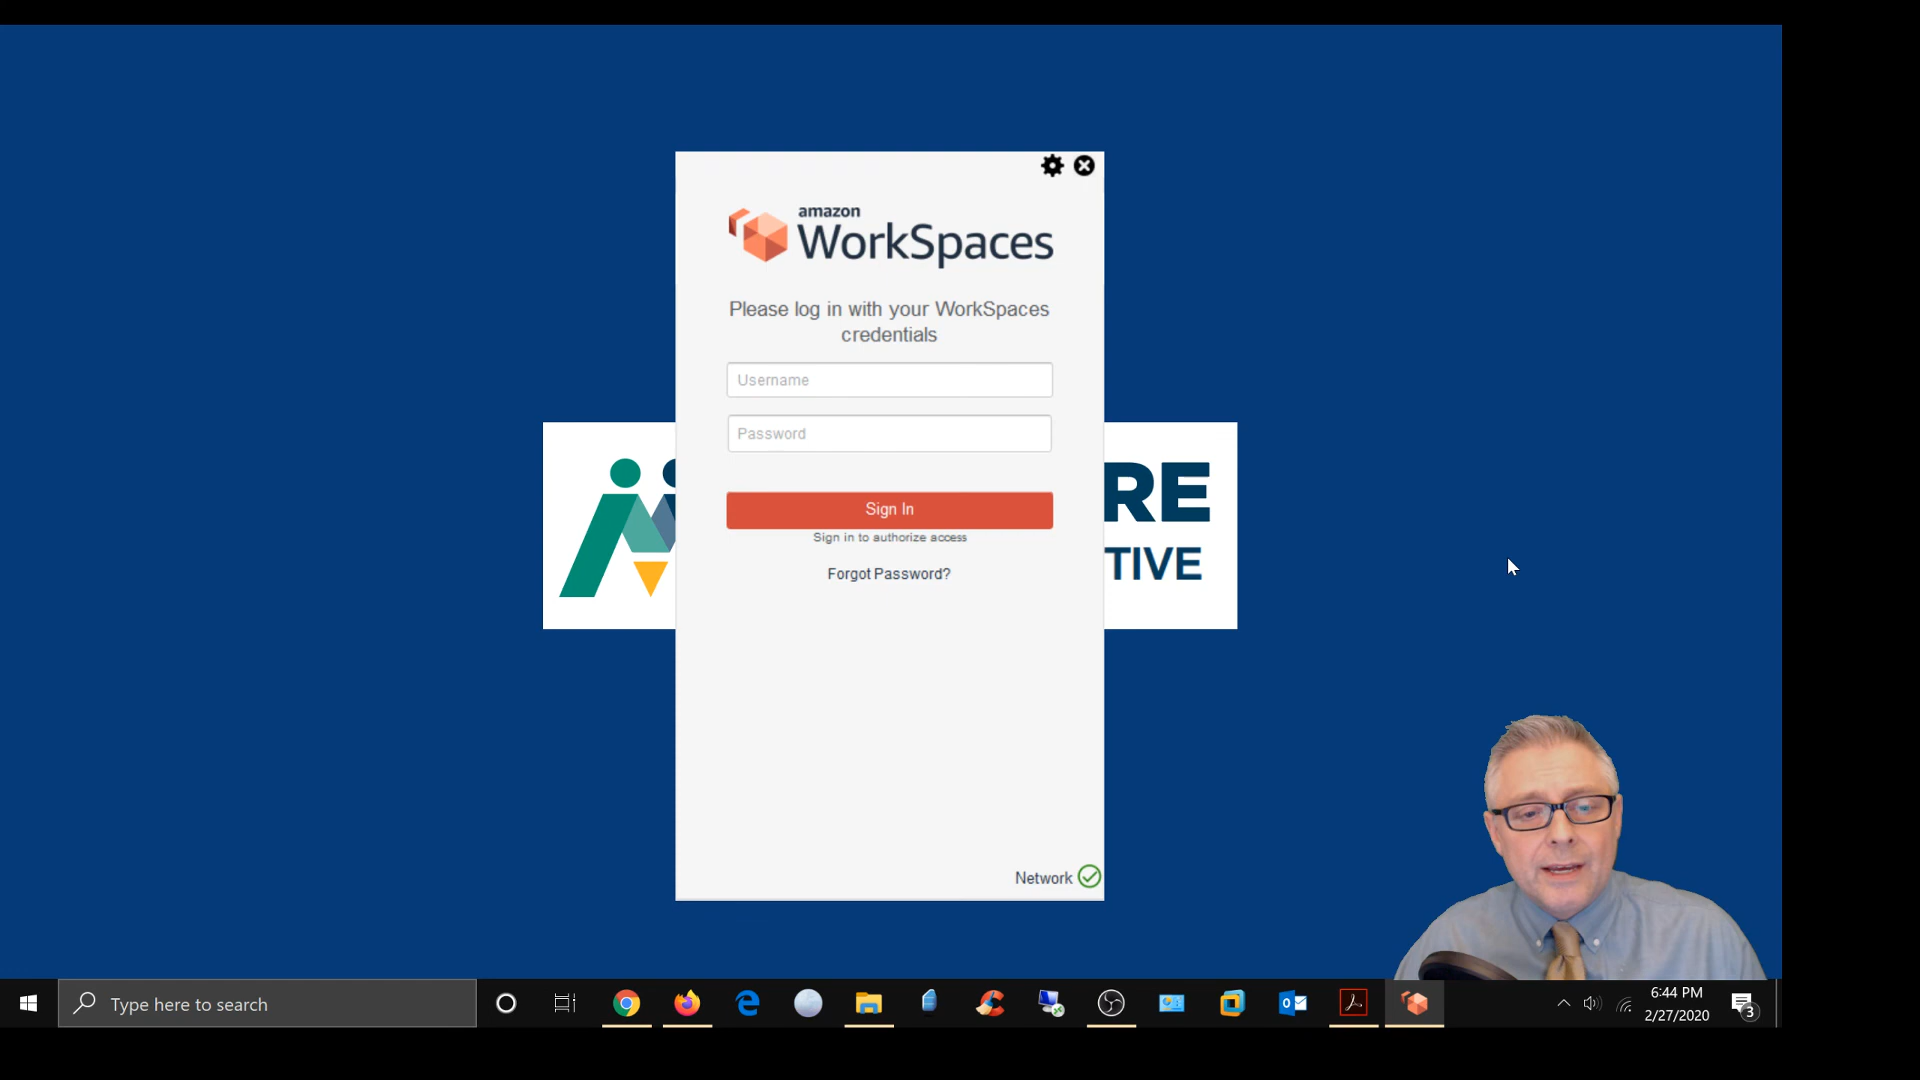 amazon
WorkSpaces
Please log in with your WorkSpaces
credentials
Username
Password
Sign In
RE
Sign in to authorize access
TIVE
Forgot Password?
Network
Type here to search
6:44 PM
2/27/2020
3